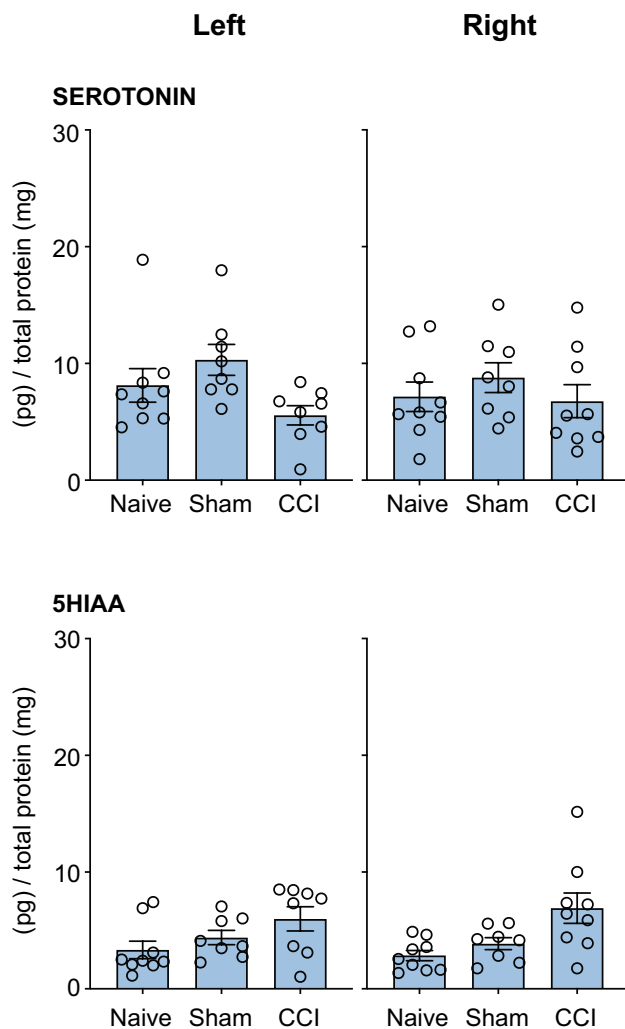 Left Right
SEROTONIN
(pg) / total protein (mg)
30
20
10
0
Naive Sham CCI Naive Sham CCI
5HIAA
(pg) / total protein (mg)
30
20
10
0
Naive Sham CCI Naive Sham CCI